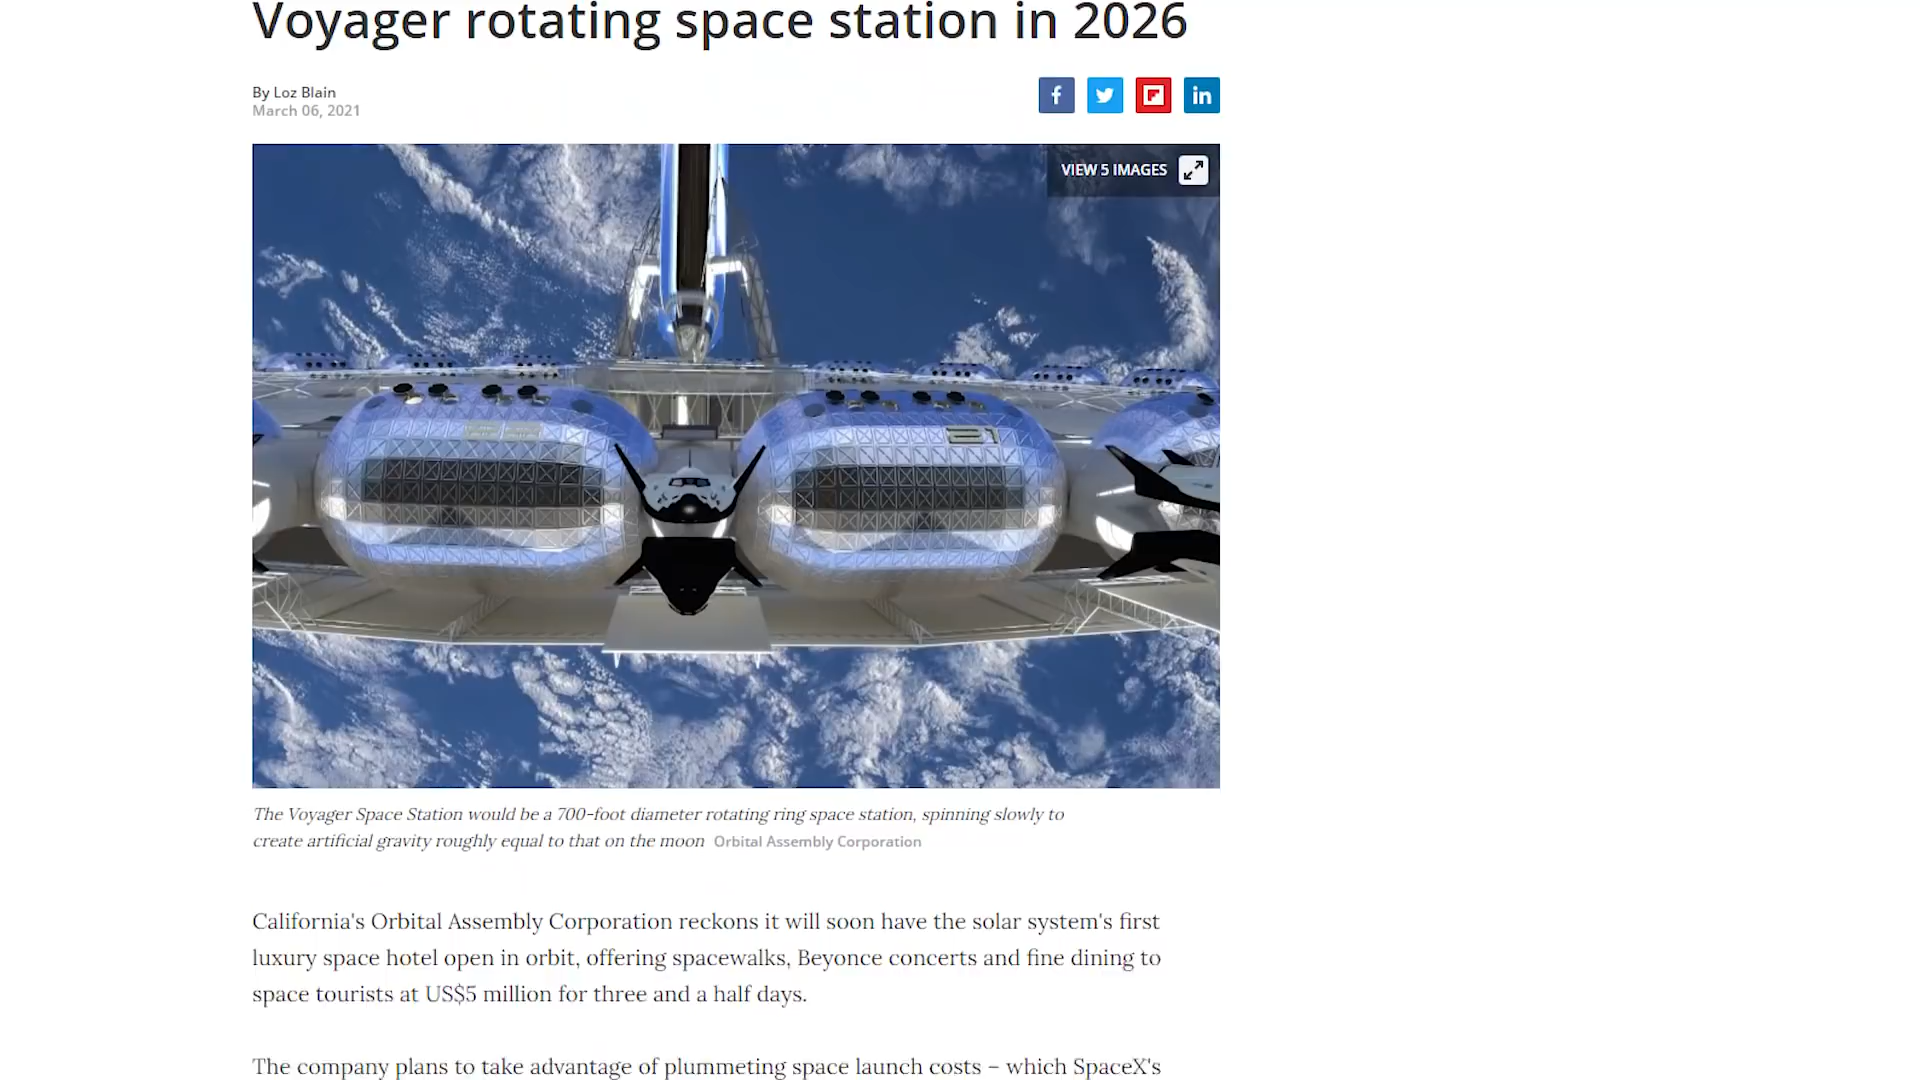 Voyager rotating space station in 2026
By Loz Blain
March 06, 2021
f
in
VIEW 5 IMAGES
21
The Voyager Space Station would be a 700-foot diameter rotating ring space station, spinning slowly to
create artificial gravity roughly equal to that on the moon Orbital Assembly Corporation
California's Orbital Assembly Corporation reckons it will soon have the solar system's first
luxury space hotel open in orbit, offering spacewalks, Beyonce concerts and fine dining to
space tourists at US$5 million for three and a half days.
The company plans to take advantage of plummeting space launch costs – which SpaceX's